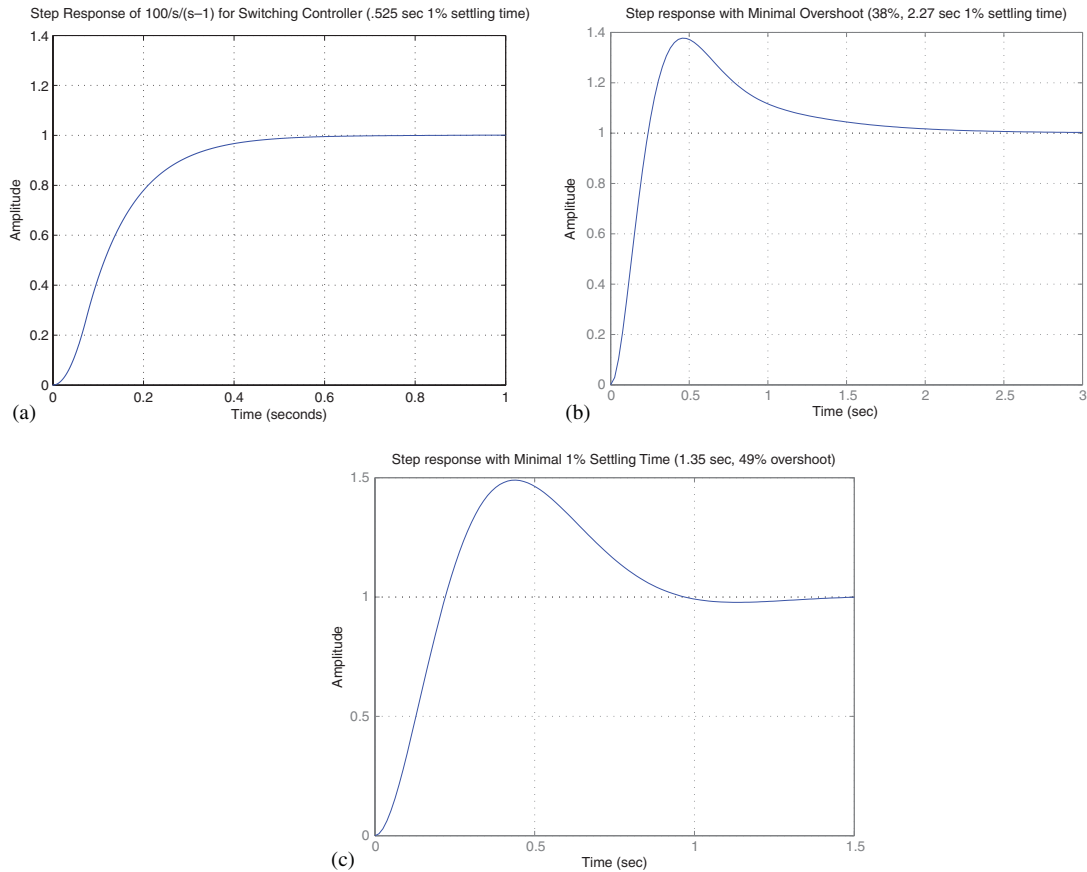 Step Response of 100/s/(s–1) for Switching Controller (.525 sec 1% settling time)
1.4
1.2
1
0.8
0.6
0.4
0.2
0
Amplitude
0 0.2 0.4 0.6 0.8 1
Time (seconds)
(a)
Step response with Minimal Overshoot (38%, 2.27 sec 1% settling time)
1.4
1.2
1
0.8
0.6
0.4
0.2
0
Amplitude
0 0.5 1 1.5 2 2.5 3
Time (sec)
(b)
Step response with Minimal 1% Settling Time (1.35 sec, 49% overshoot)
1.5
1
0.5
0
Amplitude
0 0.5 1 1.5
Time (sec)
(c)